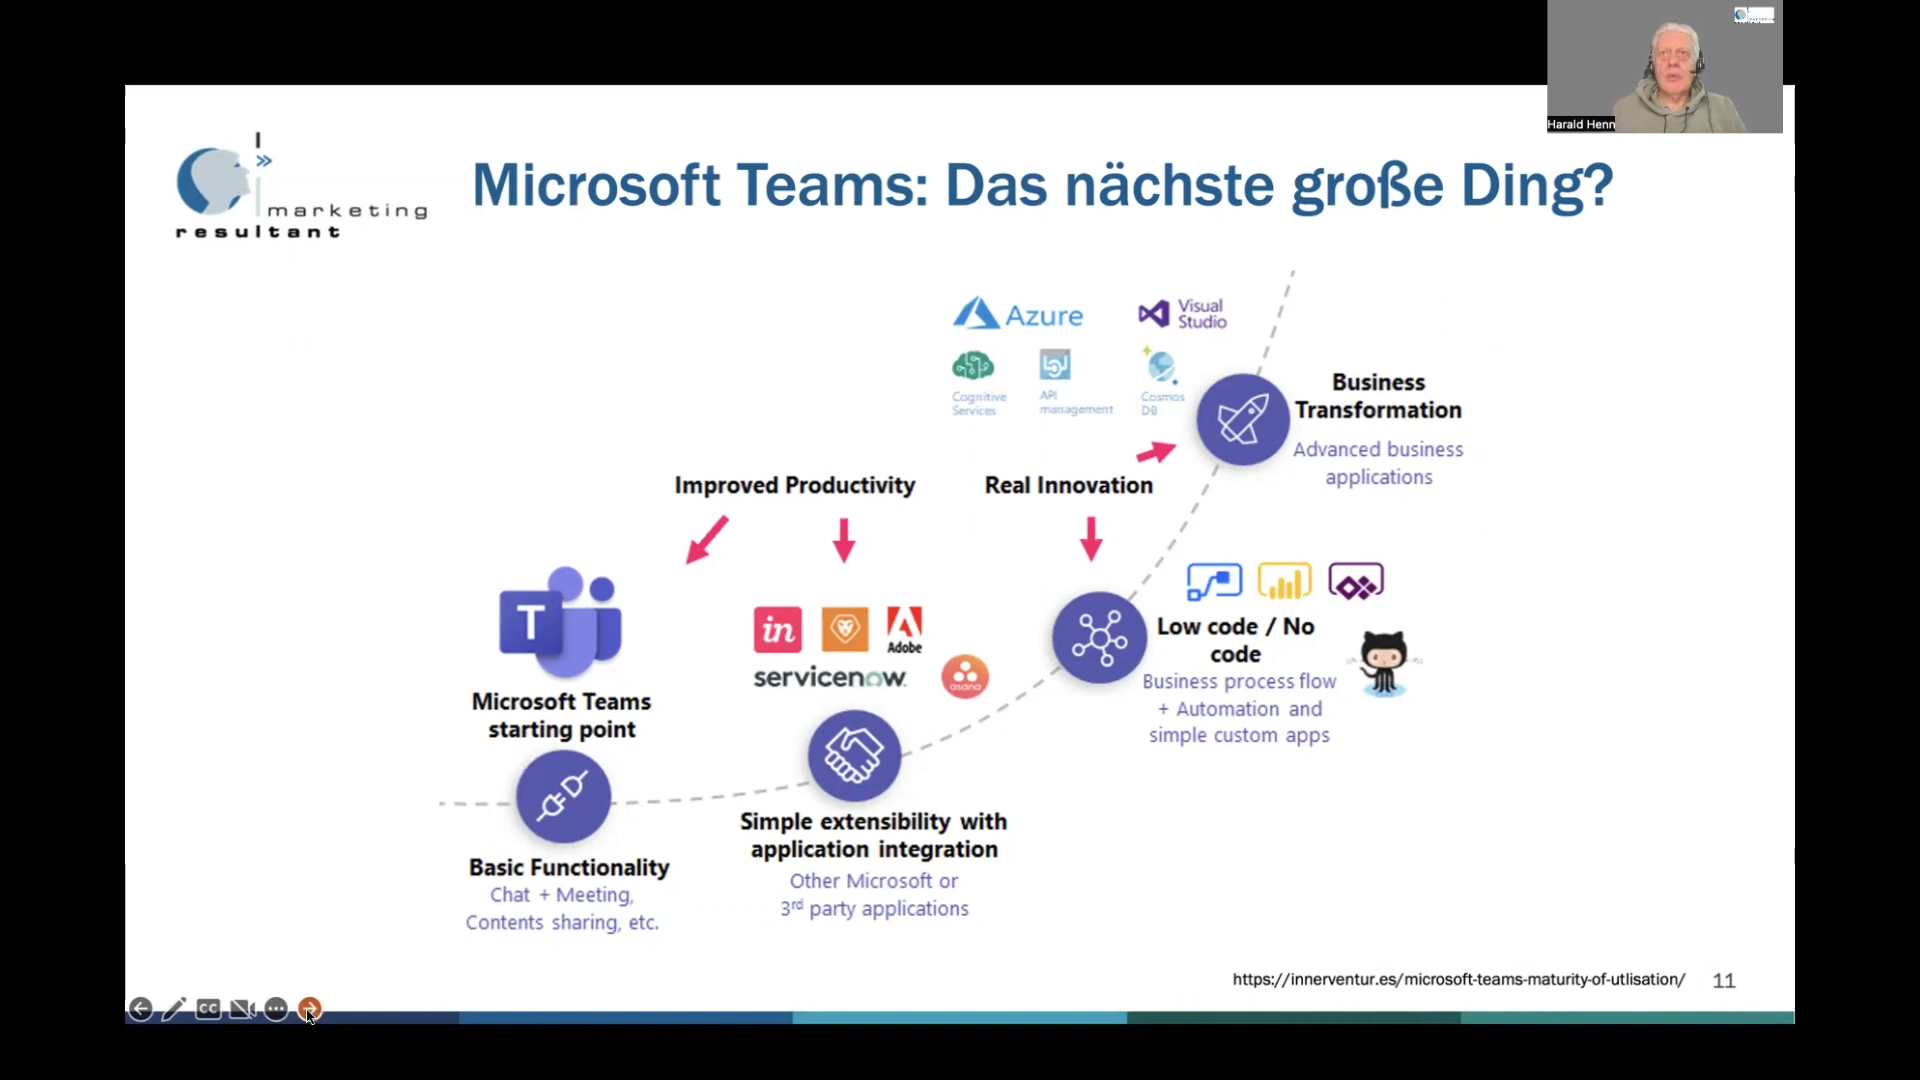 Harald Henn
marketing
resultant
Microsoft Teams: Das nächste große Ding?
Azure
Visual
Studio
Cognitive
Services
API
management
Cosmos
DB
Business
Transformation
Advanced business
applications
Improved Productivity
Real Innovation
T
Microsoft Teams
starting point
in
Adobe
servicenow
asana
Low code / No
code
Business process flow
+ Automation and
simple custom apps
Basic Functionality
Chat + Meeting,
Contents sharing, etc.
Simple extensibility with
application integration
Other Microsoft or
3rd party applications
https://innerventur.es/microsoft-teams-maturity-of-utlisation/
11
CC